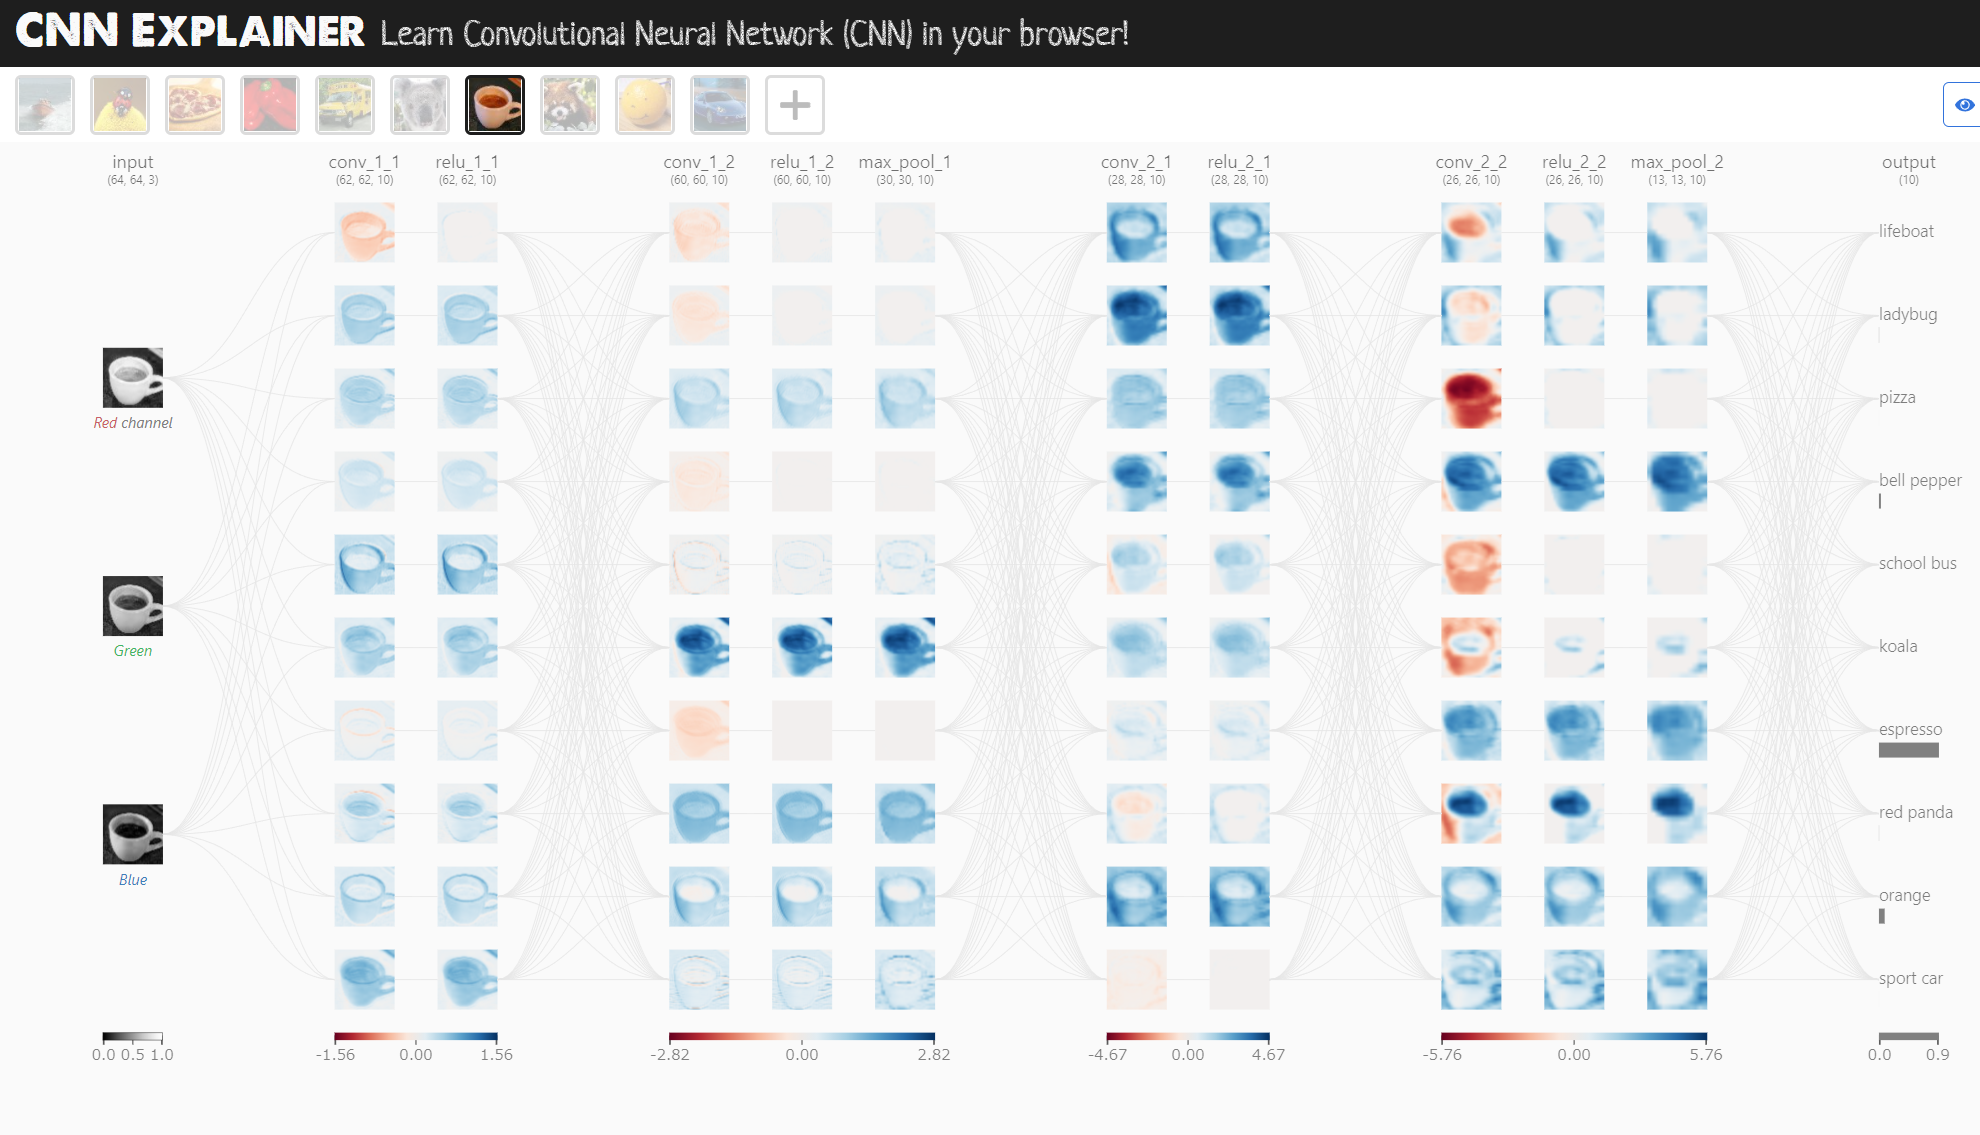 CNN EXPLAINER Learn Convolutional Neural Network (CNN) in your browser!
input conv_1_1 relu_1_1 conv_1_2 relu_1_2 max_pool_1 conv_2_1 relu_2_1 conv_2_2 relu_2_2 max_pool_2 output
(64, 64, 3) (62, 62, 10) (62, 62, 10) (60, 60, 10) (60, 60, 10) (30, 30, 10) (28, 28, 10) (28, 28, 10) (26, 26, 10) (26, 26, 10) (13, 13, 10) (10)
lifeboat
ladybug
pizza
Red channel
bell pepper
school bus
koala
Green
espresso
red panda
Blue
orange
sport car
0.0 0.5 1.0 -1.56 0.00 1.56 -2.82 0.00 2.82 -4.67 0.00 4.67 -5.76 0.00 5.76 0.0 0.9